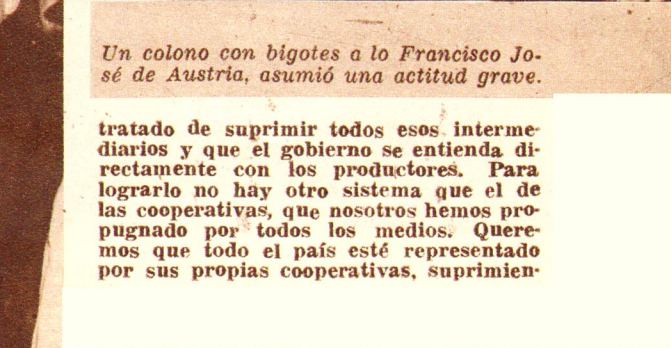 Un colono con bigotes a lo Francisco Jo-
sé de Austria, asumió una actitud grave.
tratado de suprimir todos esos interme-
diarios y que el gobierno se entienda di-
rectamente con los productores. Para
lograrlo no hay otro sistema que el de
las cooperativas, que nosotros hemos pro-
pugnado por todos los medios. Quere-
mos que todo el país esté representado
por sus propias cooperativas, suprimien-